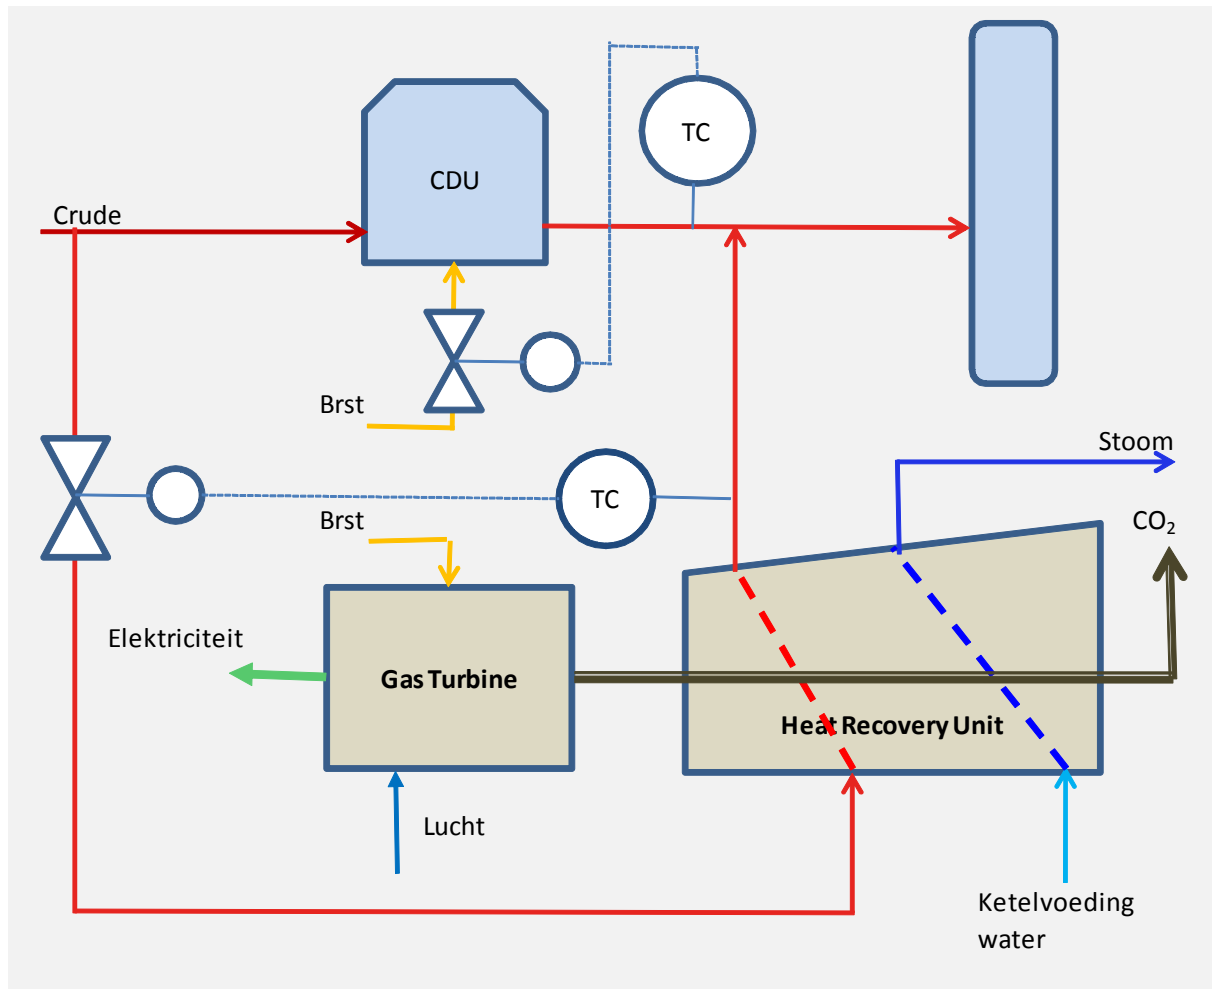 TC
CDU
Crude
Brst
Stoom
TC
Brst
CO₂
Elektriciteit
Gas Turbine
Heat Recovery Unit
Lucht
Ketelvoeding
water